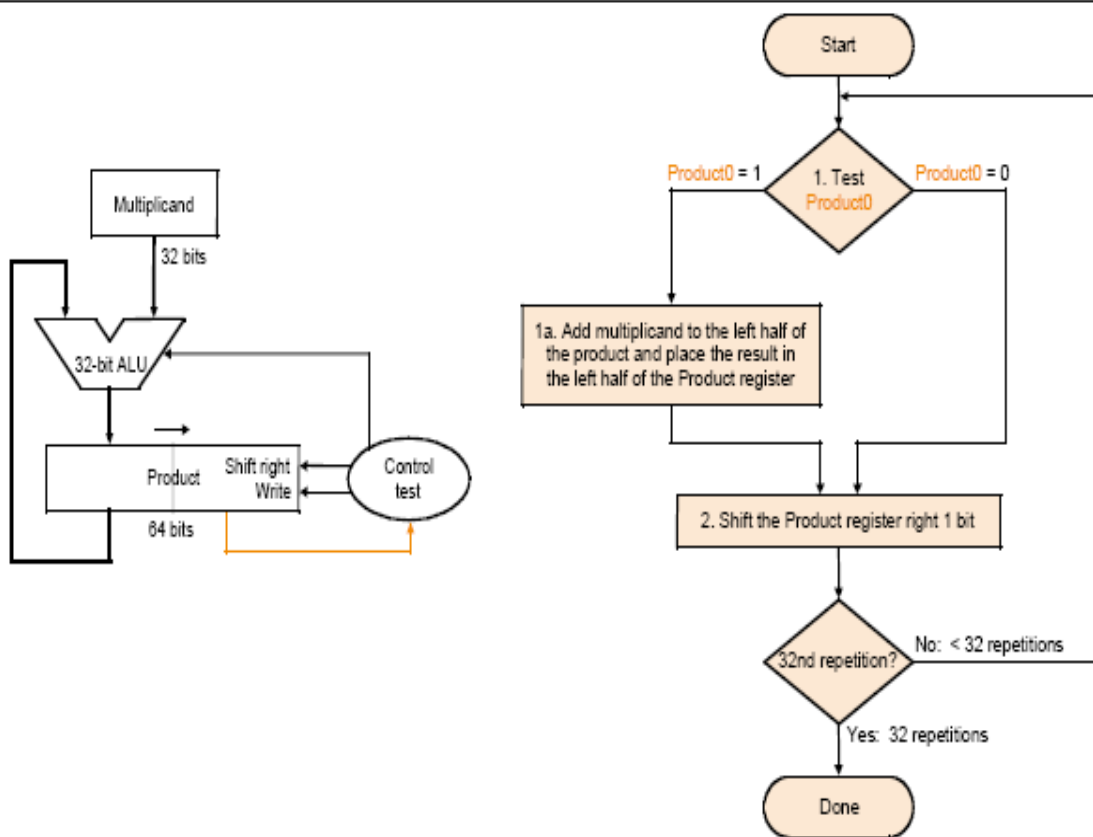 Multiplicand
32 bits
32-bit ALU
Product
Shift right
Write
64 bits
Control
test
Start
Product0 = 1
1. Test
Product0
Product0 = 0
1a. Add multiplicand to the left half of
the product and place the result in
the left half of the Product register
2. Shift the Product register right 1 bit
32nd repetition?
No: < 32 repetitions
Yes: 32 repetitions
Done